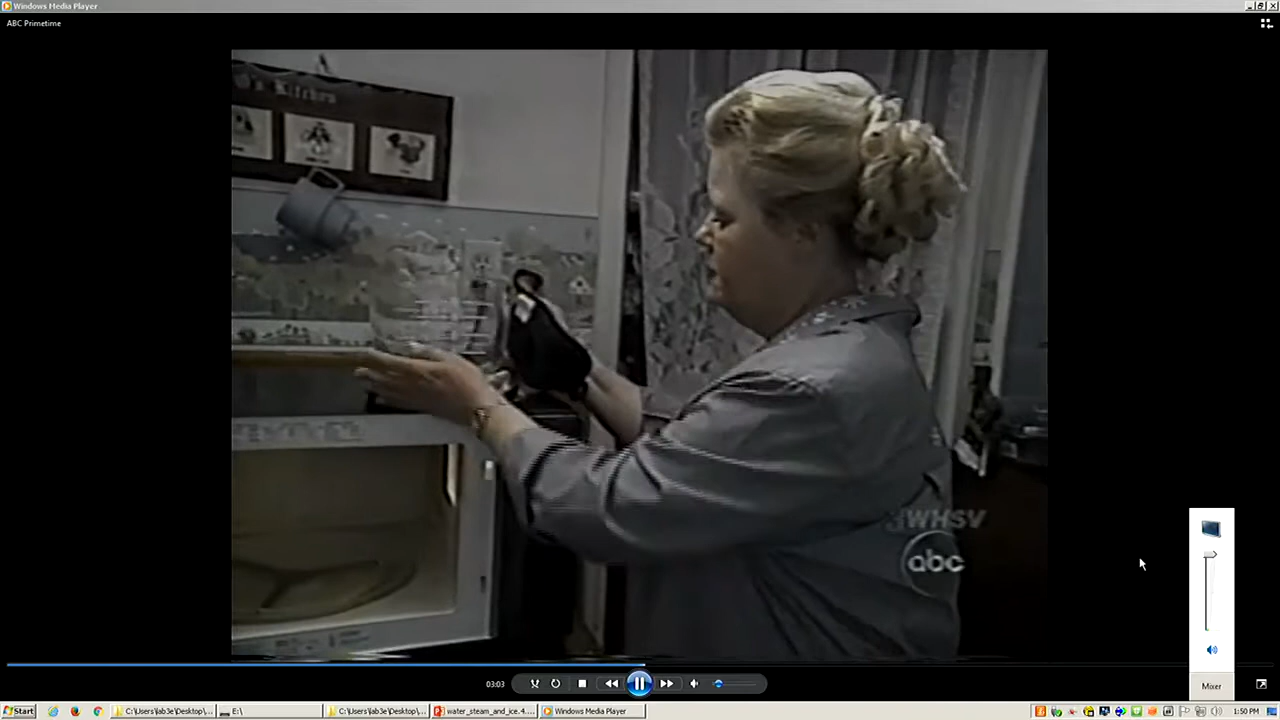 Windows Media Player
ABC Primetime
's Kitchen
WHSV
abc
03:03
Mixer
Start
C:\Users\lab3e\Desktop\...
E:\
C:\Users\lab3e\Desktop\...
water_steam_and_ice.4....
Windows Media Player
1:50 PM